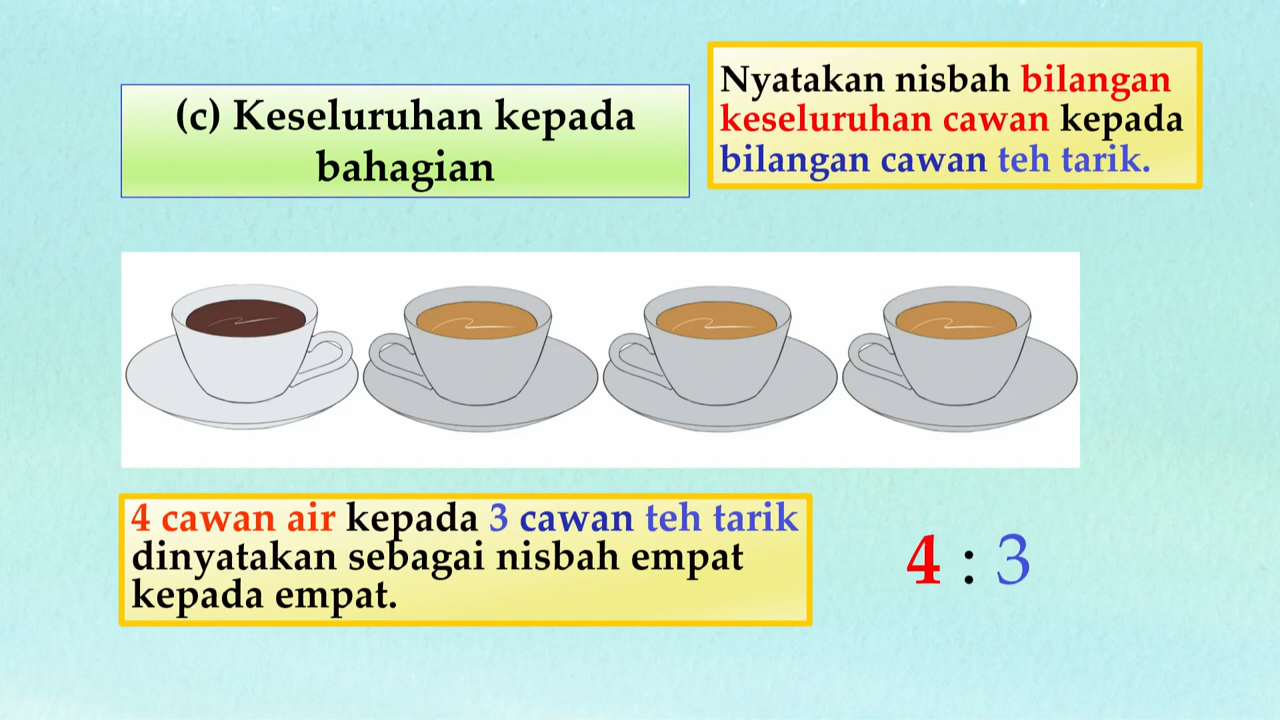 (c) Keseluruhan kepada
bahagian
Nyatakan nisbah bilangan
keseluruhan cawan kepada
bilangan cawan teh tarik.
4 cawan air kepada 3 cawan teh tarik
dinyatakan sebagai nisbah empat
kepada empat.
4 : 3